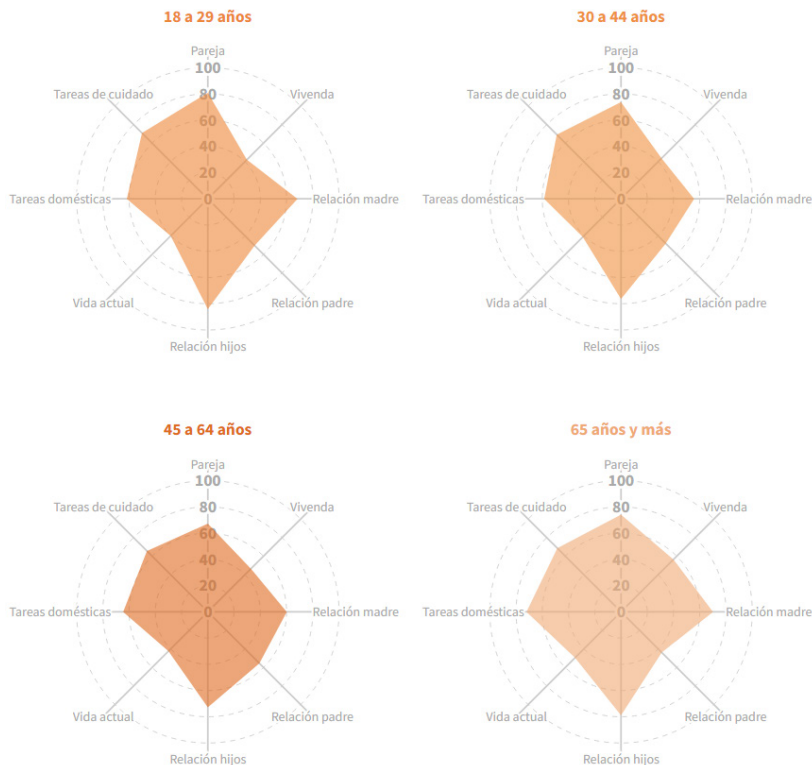 18 a 29 años
Pareja
100
80
60
40
20
0
Tareas de cuidado
Vivenda
Tareas domésticas
Relación madre
Vida actual
Relación padre
Relación hijos
30 a 44 años
Pareja
100
80
60
40
20
0
Tareas de cuidado
Vivenda
Tareas domésticas
Relación madre
Vida actual
Relación padre
Relación hijos
45 a 64 años
Pareja
100
80
60
40
20
0
Tareas de cuidado
Vivenda
Tareas domésticas
Relación madre
Vida actual
Relación padre
Relación hijos
65 años y más
Pareja
100
80
60
40
20
0
Tareas de cuidado
Vivenda
Tareas domésticas
Relación madre
Vida actual
Relación padre
Relación hijos